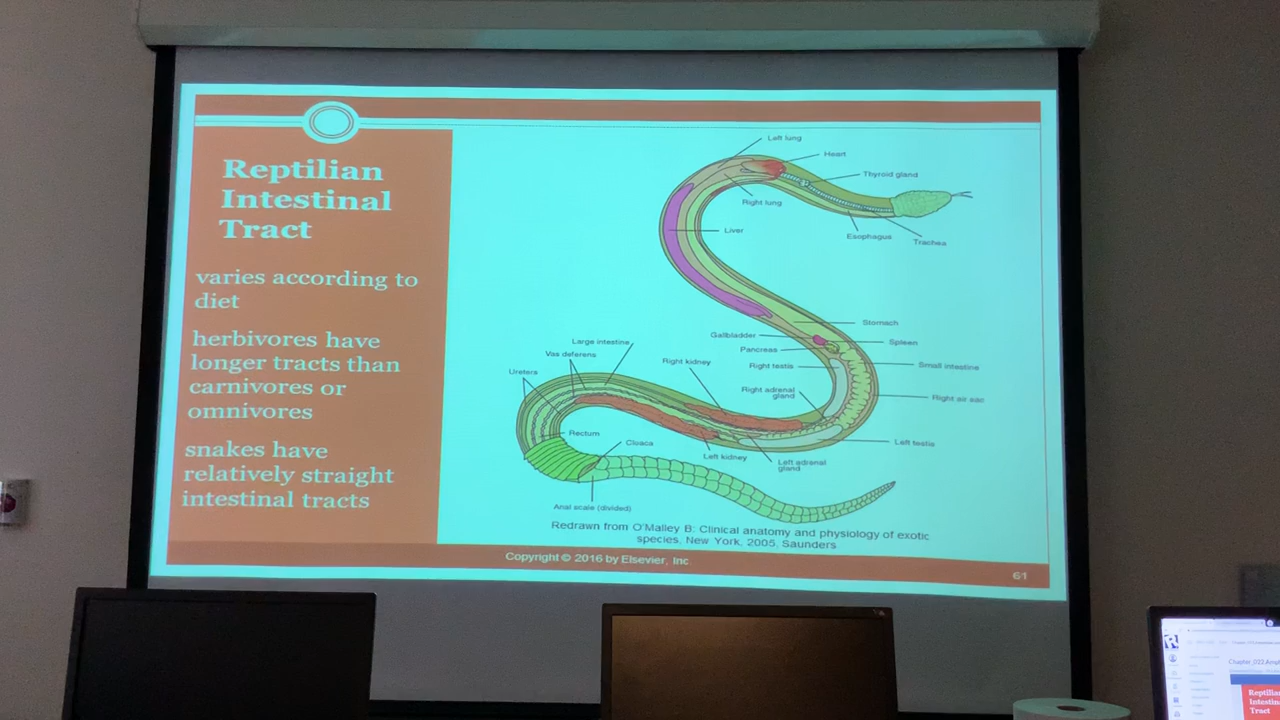 Reptilian
Intestinal
Tract
varies according to
diet
herbivores have
longer tracts than
carnivores or
omnivores
snakes have
relatively straight
intestinal tracts
Left lung
Heart
Thyroid gland
Right lung
Liver
Esophagus
Trachea
Stomach
Gallbladder
Spleen
Pancreas
Large intestine
Vas deferens
Right kidney
Right testis
Small intestine
Ureters
Right adrenal
gland
Right air sac
Rectum
Cloaca
Left testis
Left kidney
Left adrenal
gland
Anal scale (divided)
Redrawn from O'Malley B: Clinical anatomy and physiology of exotic
species, New York, 2005, Saunders
Copyright © 2016 by Elsevier, Inc.
61
Reptilian
Intestin
Tract